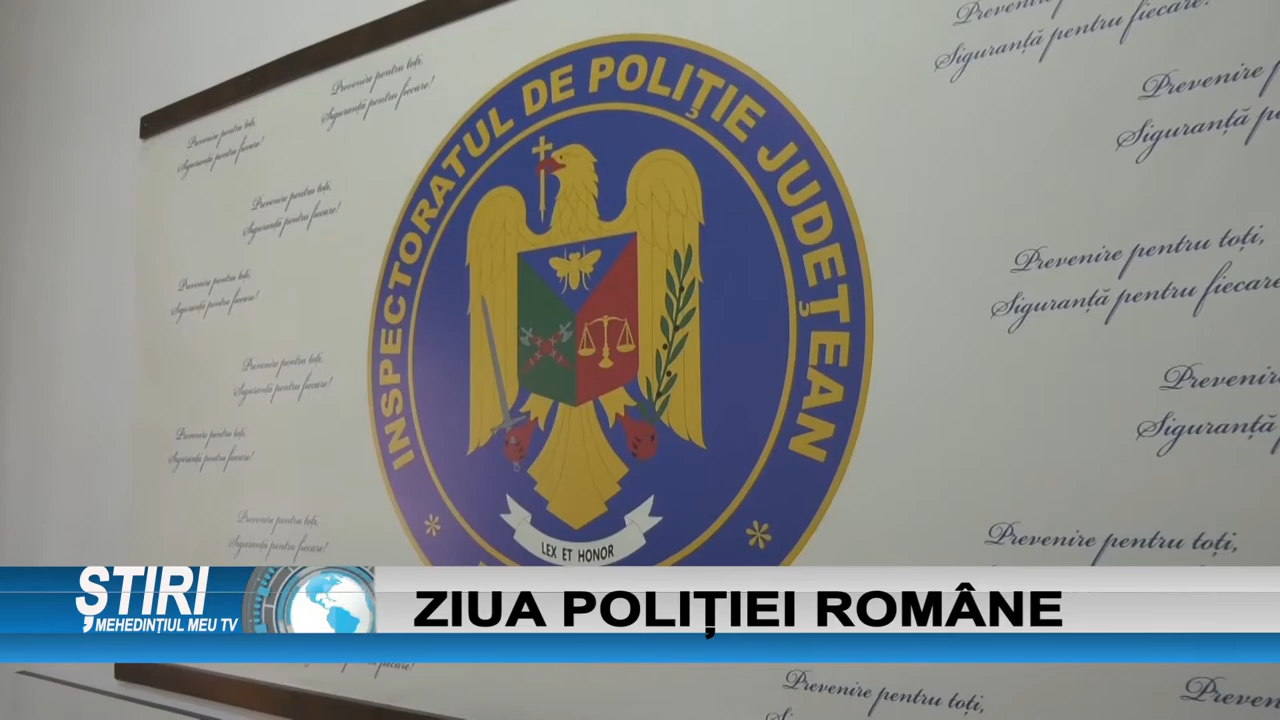 Prevenire pentru toți,
Siguranță pentru fiecare!
Prevenire pentru toți,
Siguranță pentru fiecare!
Prevenire pentru toți,
Siguranță pentru fiecare!
Prevenire pentru toți,
Siguranță pentru fiecare!
Prevenire pentru toți,
Siguranță pentru fiecare!
Prevenire pentru toți,
Siguranță pentru fiecare!
Prevenire pentru toți,
Siguranță pentru fiecare!
INSPECTORATUL DE POLIȚIE JUDEȚEAN
LEX ET HONOR
Prevenire
Siguranță pentru fiecare!
Prevenire
Siguranță
Prevenire pentru toți,
Siguranță pentru fiecare
Prevenire
Siguranță
Prevenire pentru toți,
ȘTIRI
MEHEDINȚIUL MEU TV
ZIUA POLIȚIEI ROMÂNE
Prevenire pentru toți,